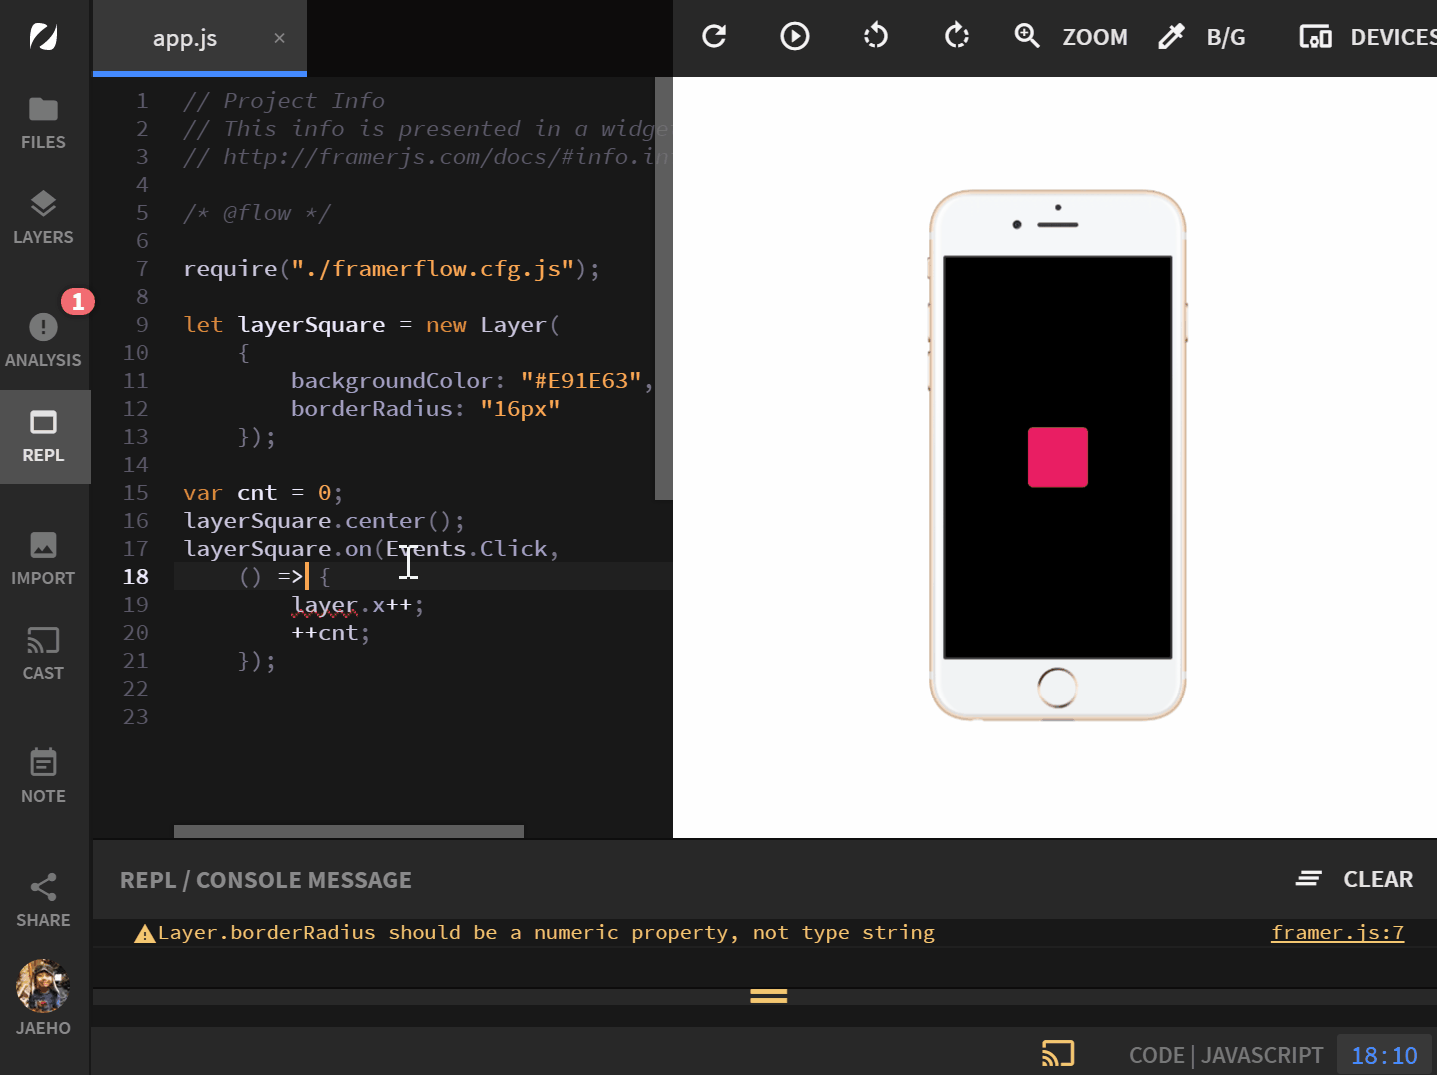 app.js ×
ZOOM B/G DEVICES
FILES
LAYERS
1
ANALYSIS
REPL
IMPORT
CAST
NOTE
SHARE
JAEHO
1 // Project Info
2 // This info is presented in a widge
3 // http://framerjs.com/docs/#info.in
4
5 /* @flow */
6
7 require("./framerflow.cfg.js");
8
9 let layerSquare = new Layer(
10 {
11 backgroundColor: "#E91E63",
12 borderRadius: "16px"
13 });
14
15 var cnt = 0;
16 layerSquare.center();
17 layerSquare.on(Events.Click,
18 () => {
19 layer.x++;
20 ++cnt;
21 });
22
23
REPL / CONSOLE MESSAGE CLEAR
Layer.borderRadius should be a numeric property, not type string framer.js:7
CODE | JAVASCRIPT 18:10